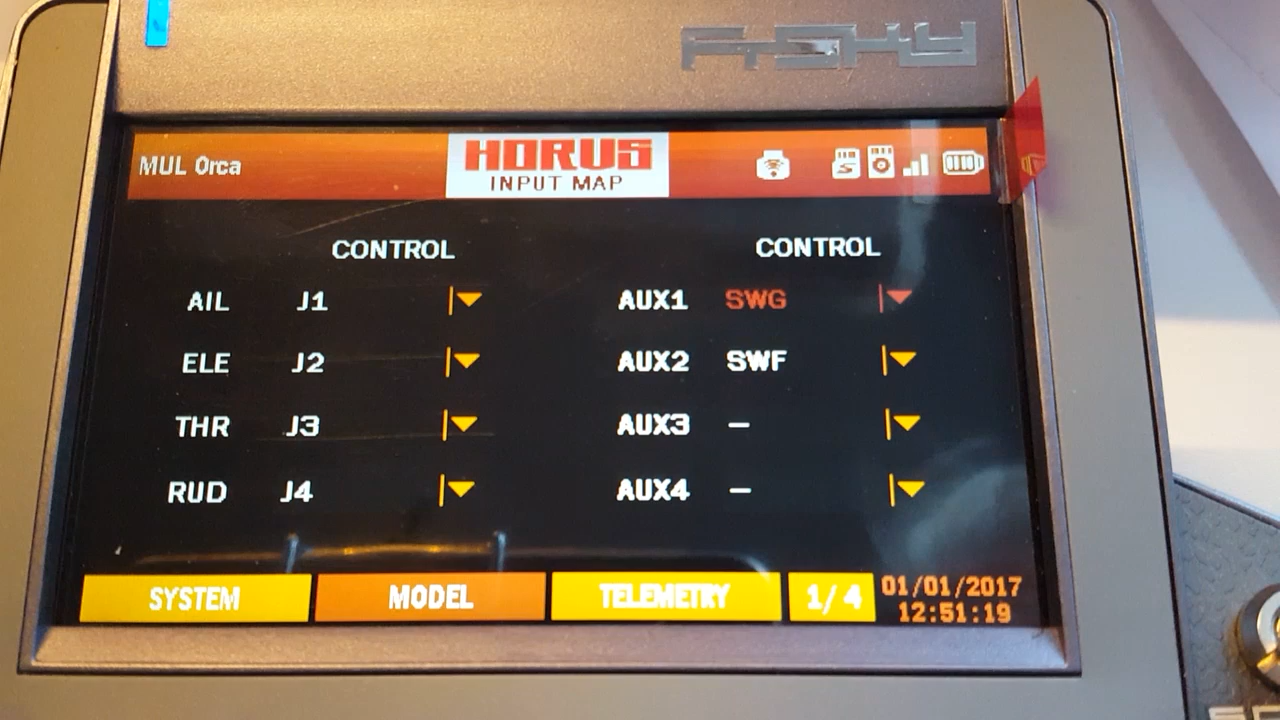 FrSKY
MUL Orca
HORUS
INPUT MAP
CONTROL CONTROL
AIL J1 AUX1 SWG
ELE J2 AUX2 SWF
THR J3 AUX3 –
RUD J4 AUX4 –
SYSTEM MODEL TELEMETRY 1/4 01/01/2017
12:51:19